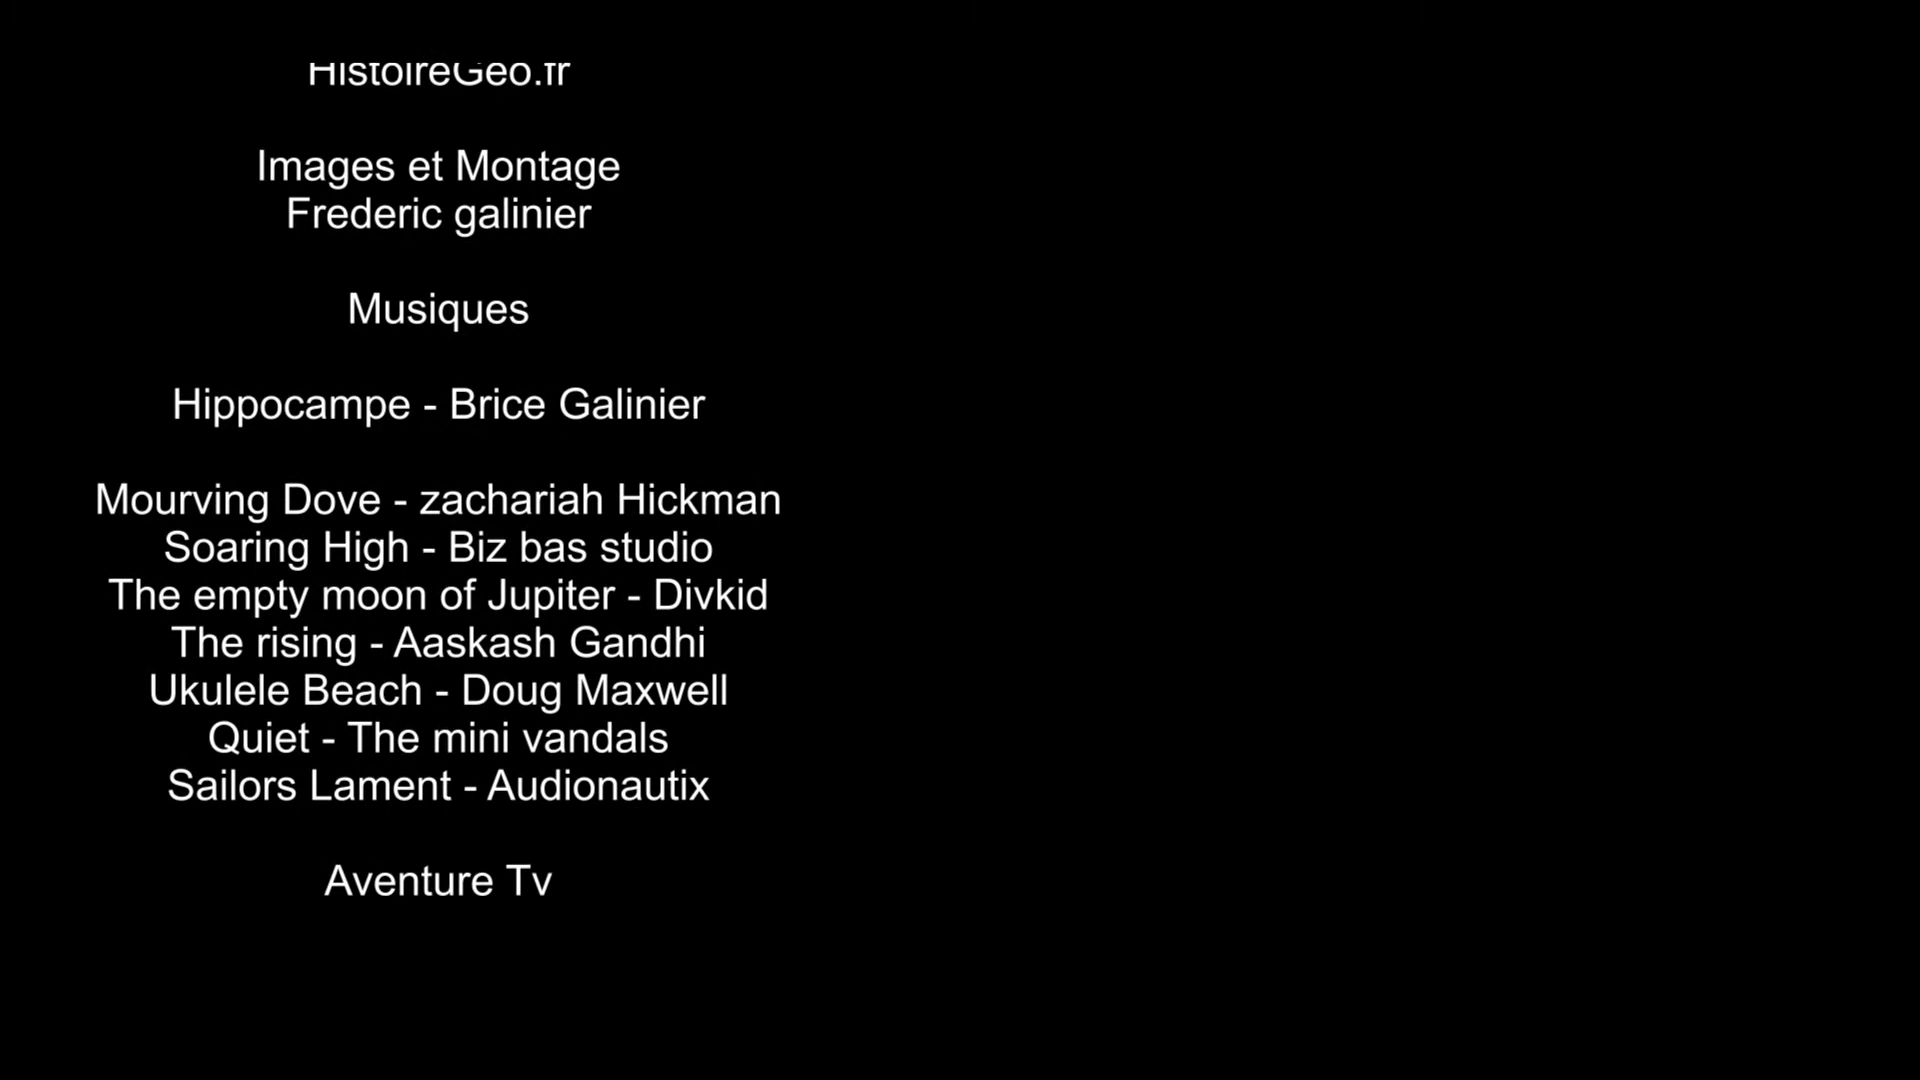 HistoireGeo.fr
Images et Montage
Frederic galinier
Musiques
Hippocampe - Brice Galinier
Mourving Dove - zachariah Hickman
Soaring High - Biz bas studio
The empty moon of Jupiter - Divkid
The rising - Aaskash Gandhi
Ukulele Beach - Doug Maxwell
Quiet - The mini vandals
Sailors Lament - Audionautix
Aventure Tv